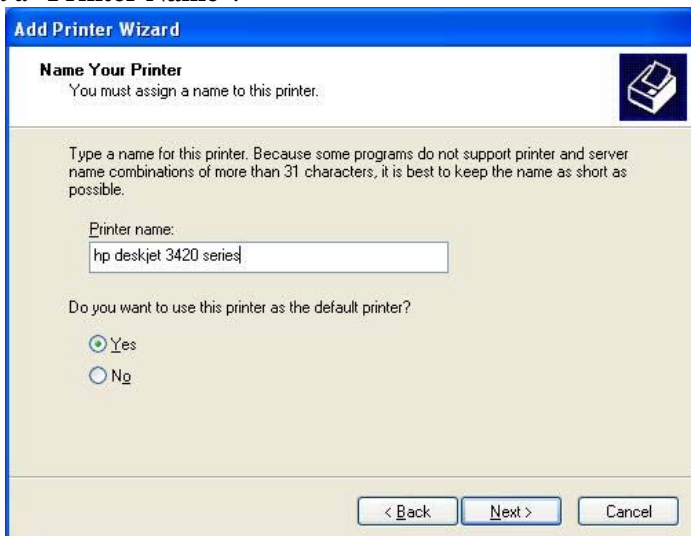 Add Printer Wizard
Name Your Printer
You must assign a name to this printer.
Type a name for this printer. Because some programs do not support printer and server
name combinations of more than 31 characters, it is best to keep the name as short as
possible.
Printer name:
hp deskjet 3420 series
Do you want to use this printer as the default printer?
Yes
No
< Back Next > Cancel